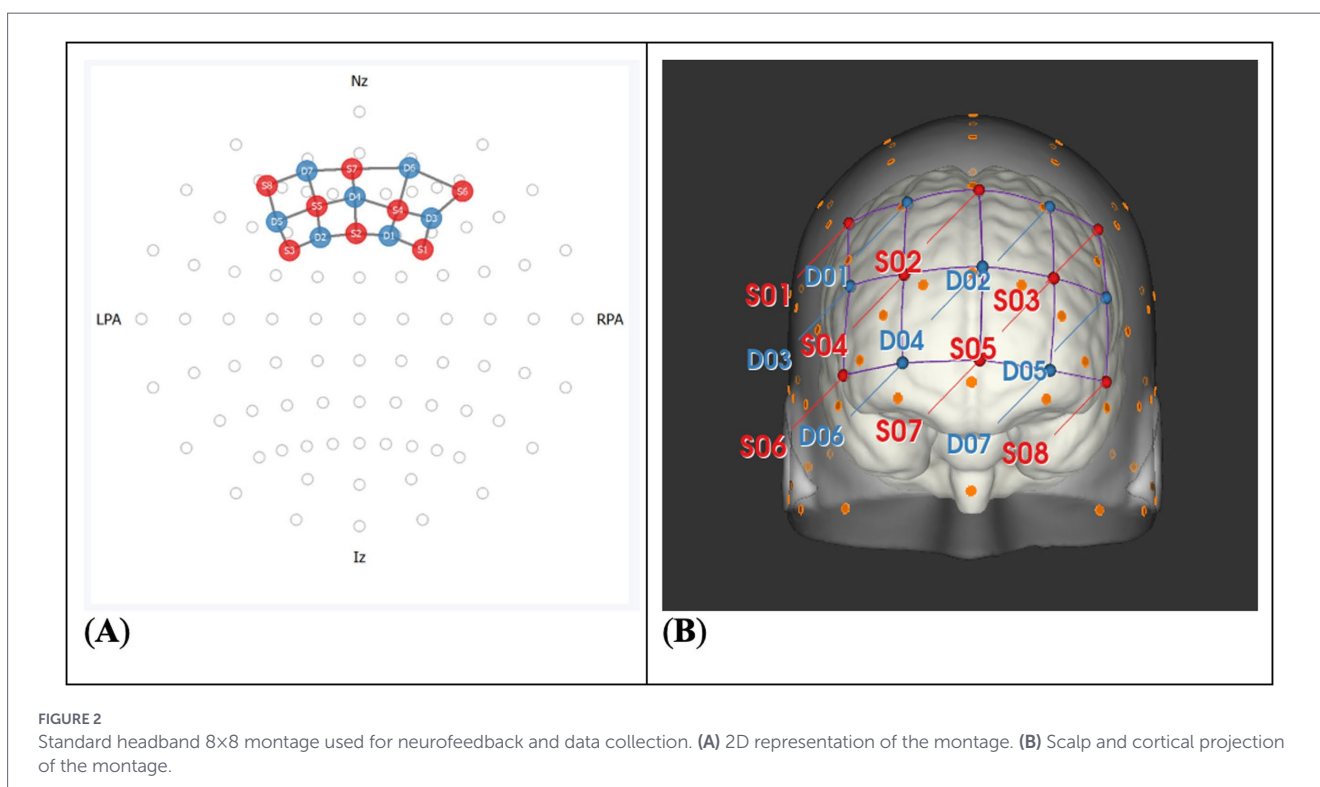 Nz
D7 S7 D6
S8 S5 D4 S4 S6
D5 D3
S3 D2 S2 D1 S1
LPA RPA
Iz
(A)
S01 D01 S02 D02 S03
D03 S04 D04 S05 D05
S06 D06 S07 D07 S08
(B)
FIGURE 2
Standard headband 8×8 montage used for neurofeedback and data collection. (A) 2D representation of the montage. (B) Scalp and cortical projection
of the montage.